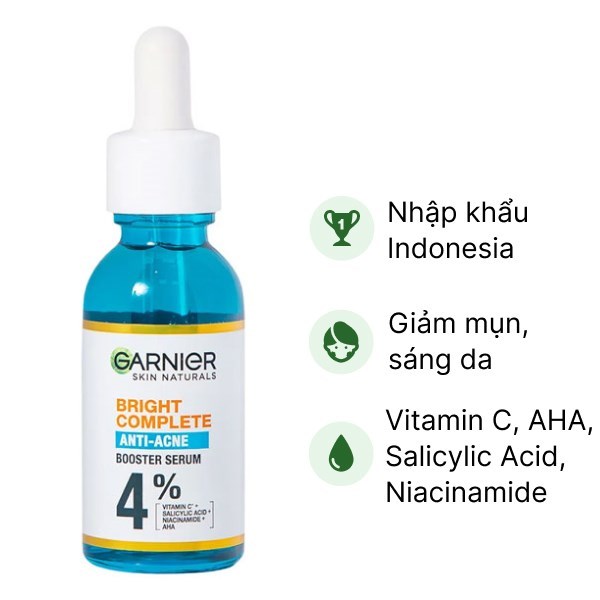 GARNIER
SKIN NATURALS
BRIGHT
COMPLETE
ANTI-ACNE
BOOSTER SERUM
4%
VITAMIN C* +
SALICYLIC ACID +
NIACINAMIDE +
AHA
1
Nhập khẩu
Indonesia
Giảm mụn,
sáng da
Vitamin C, AHA,
Salicylic Acid,
Niacinamide